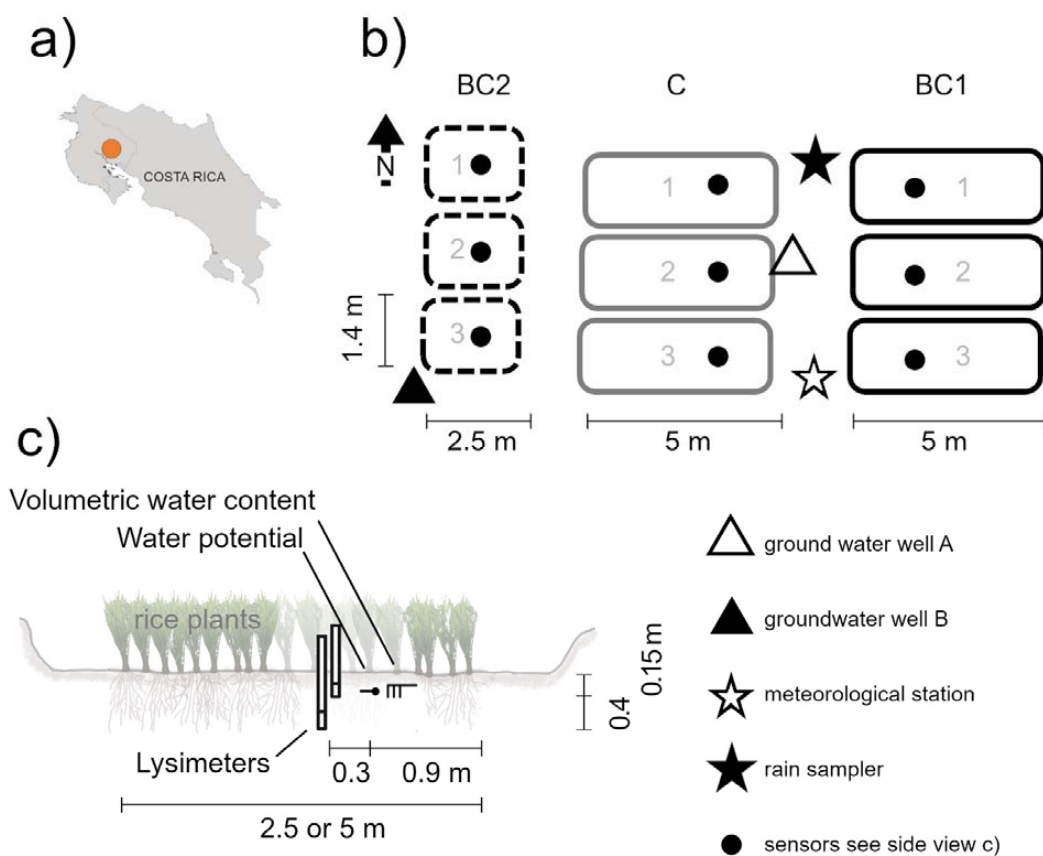 a)
COSTA RICA
b)
BC2
C
BC1
N
1
2
3
1
2
3
1
2
3
1.4 m
2.5 m
5 m
5 m
c)
Volumetric water content
Water potential
rice plants
Lysimeters
0.3
0.9 m
2.5 or 5 m
0.15 m
0.4
ground water well A
groundwater well B
meteorological station
rain sampler
sensors see side view c)